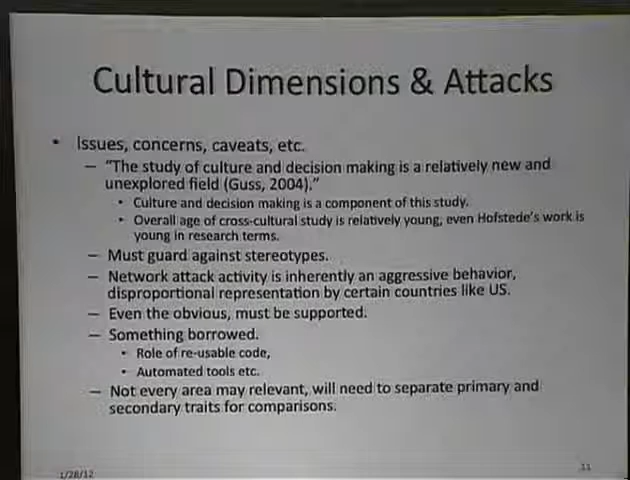 Cultural Dimensions & Attacks
• Issues, concerns, caveats, etc.
– "The study of culture and decision making is a relatively new and
unexplored field (Guss, 2004)."
• Culture and decision making is a component of this study.
• Overall age of cross-cultural study is relatively young; even Hofstede's work is
young in research terms.
– Must guard against stereotypes.
– Network attack activity is inherently an aggressive behavior,
disproportional representation by certain countries like US.
– Even the obvious, must be supported.
– Something borrowed.
• Role of re-usable code,
• Automated tools etc.
– Not every area may relevant, will need to separate primary and
secondary traits for comparisons.
1/28/12
11